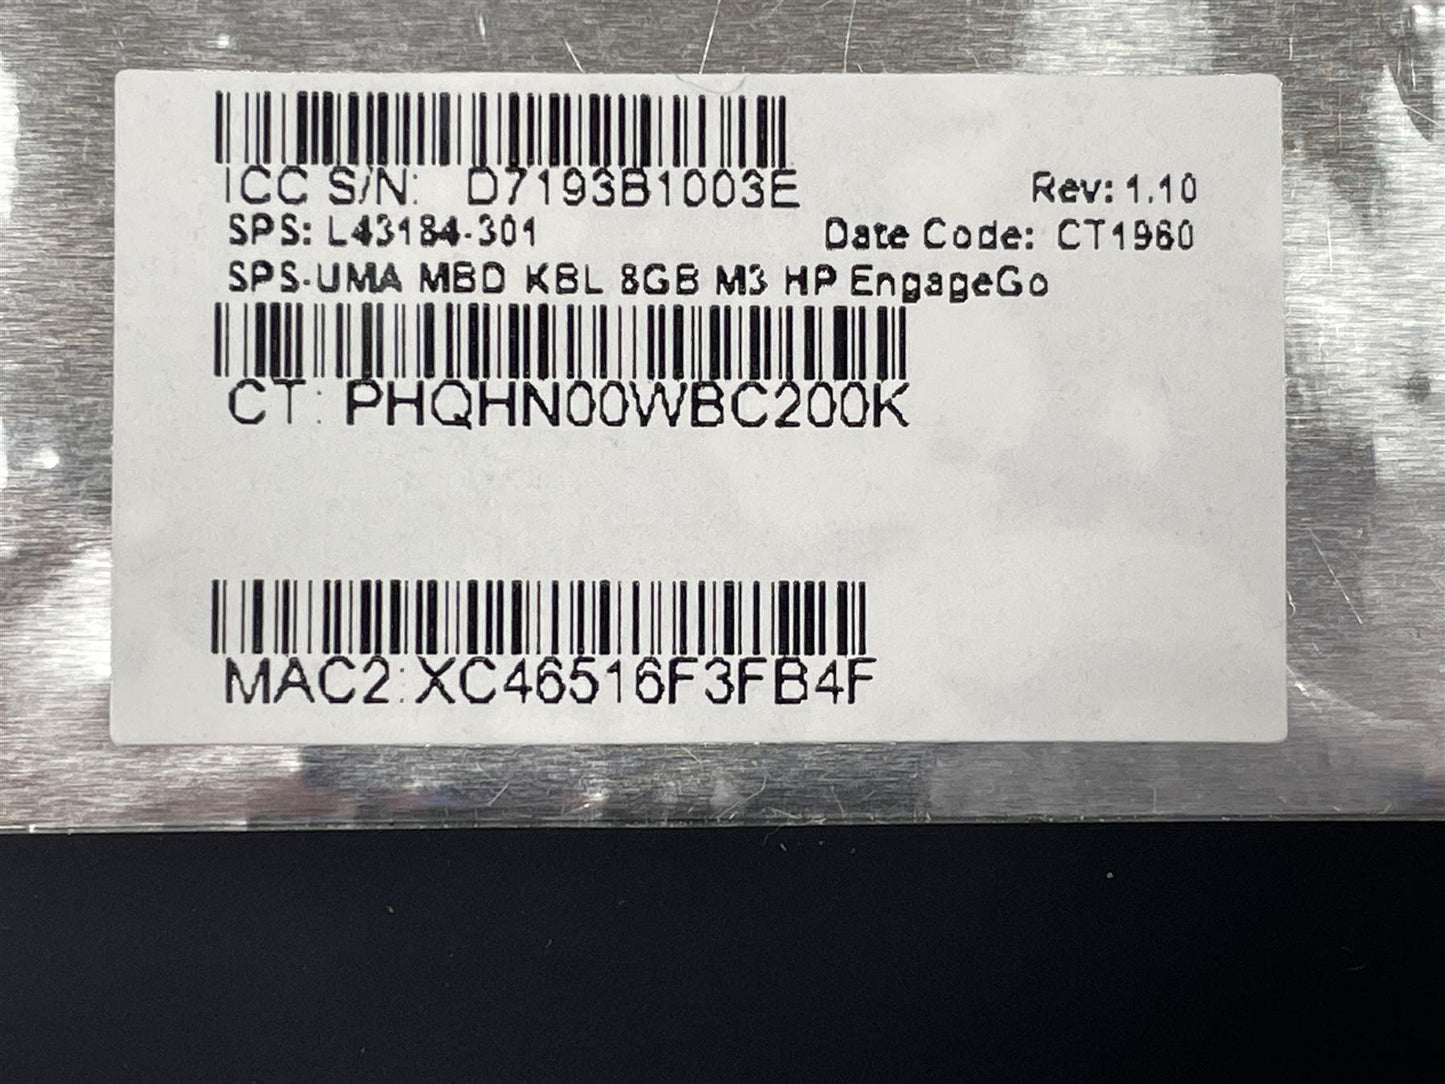 ICC S/N: D7193B1003E
Rev: 1.10
SPS: L43184-301
Date Code: CT1960
SPS-UMA MBD KBL 8GB M3 HP EngageGo
CT: PHQHN00WBC200K
MAC2:XC46516F3FB4F